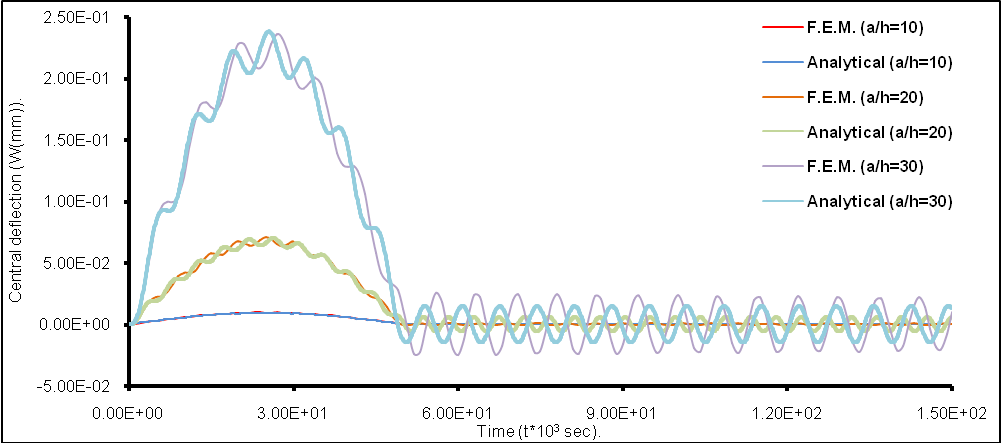 2.50E-01
2.00E-01
1.50E-01
1.00E-01
5.00E-02
0.00E+00
-5.00E-02
Central deflection (W(mm)).
F.E.M. (a/h=10)
Analytical (a/h=10)
F.E.M. (a/h=20)
Analytical (a/h=20)
F.E.M. (a/h=30)
Analytical (a/h=30)
0.00E+00 3.00E+01 6.00E+01 9.00E+01 1.20E+02 1.50E+02
Time (t*10³ sec).